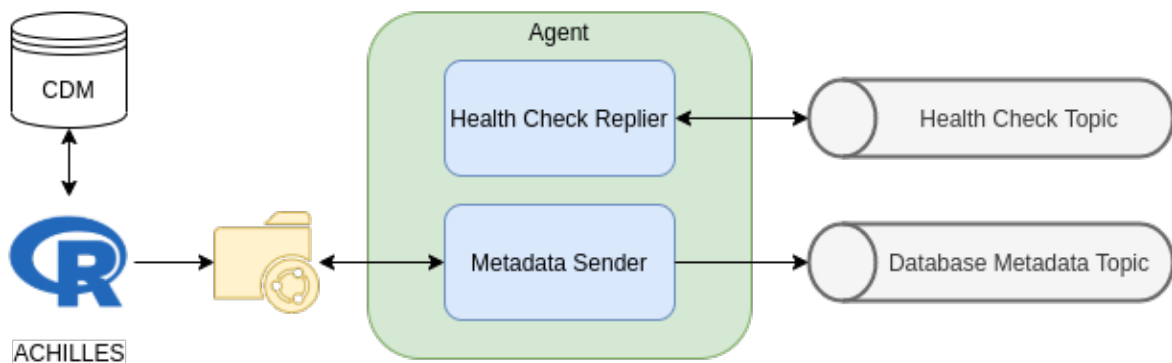 Agent
CDM
Health Check Replier
Health Check Topic
R
Metadata Sender
Database Metadata Topic
ACHILLES